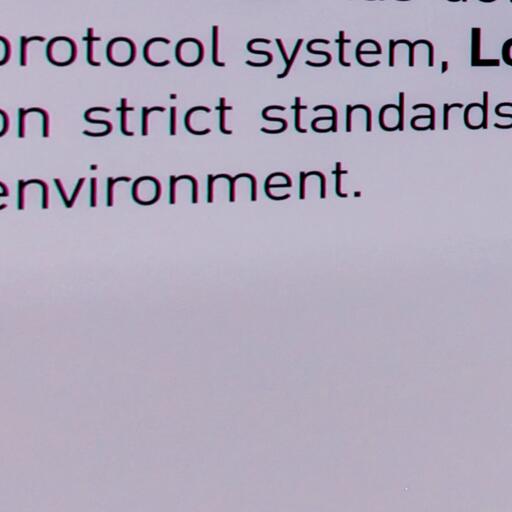 protocol system,
on strict standards
environment.